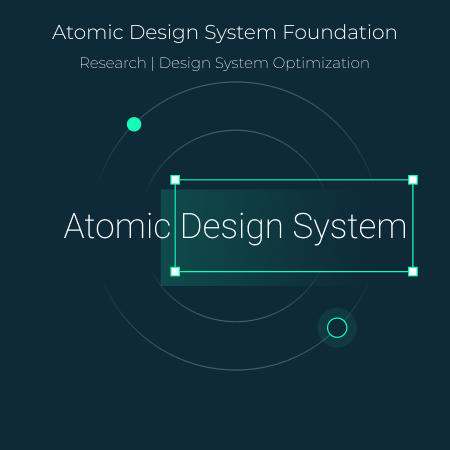 Atomic Design System Foundation
Research | Design System Optimization
Atomic Design System